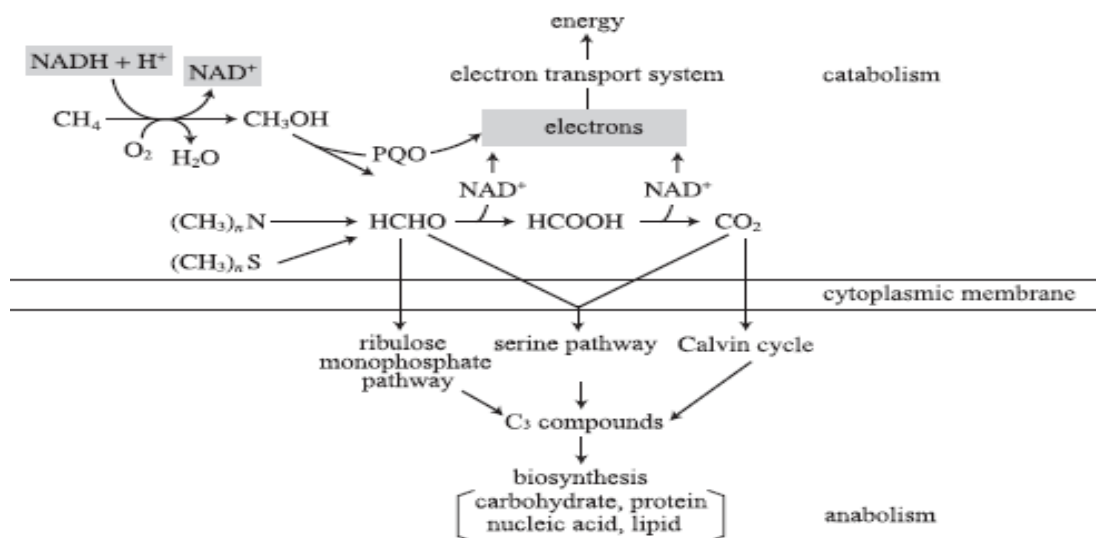 energy
NADH + H⁺
NAD⁺
electron transport system
catabolism
CH₄
CH₃OH
electrons
O₂
H₂O
PQO
NAD⁺
NAD⁺
(CH₃)ₙN
HCHO
HCOOH
CO₂
(CH₃)ₙS
cytoplasmic membrane
ribulose
monophosphate
pathway
serine pathway
Calvin cycle
C₃ compounds
biosynthesis
carbohydrate, protein
nucleic acid, lipid
anabolism